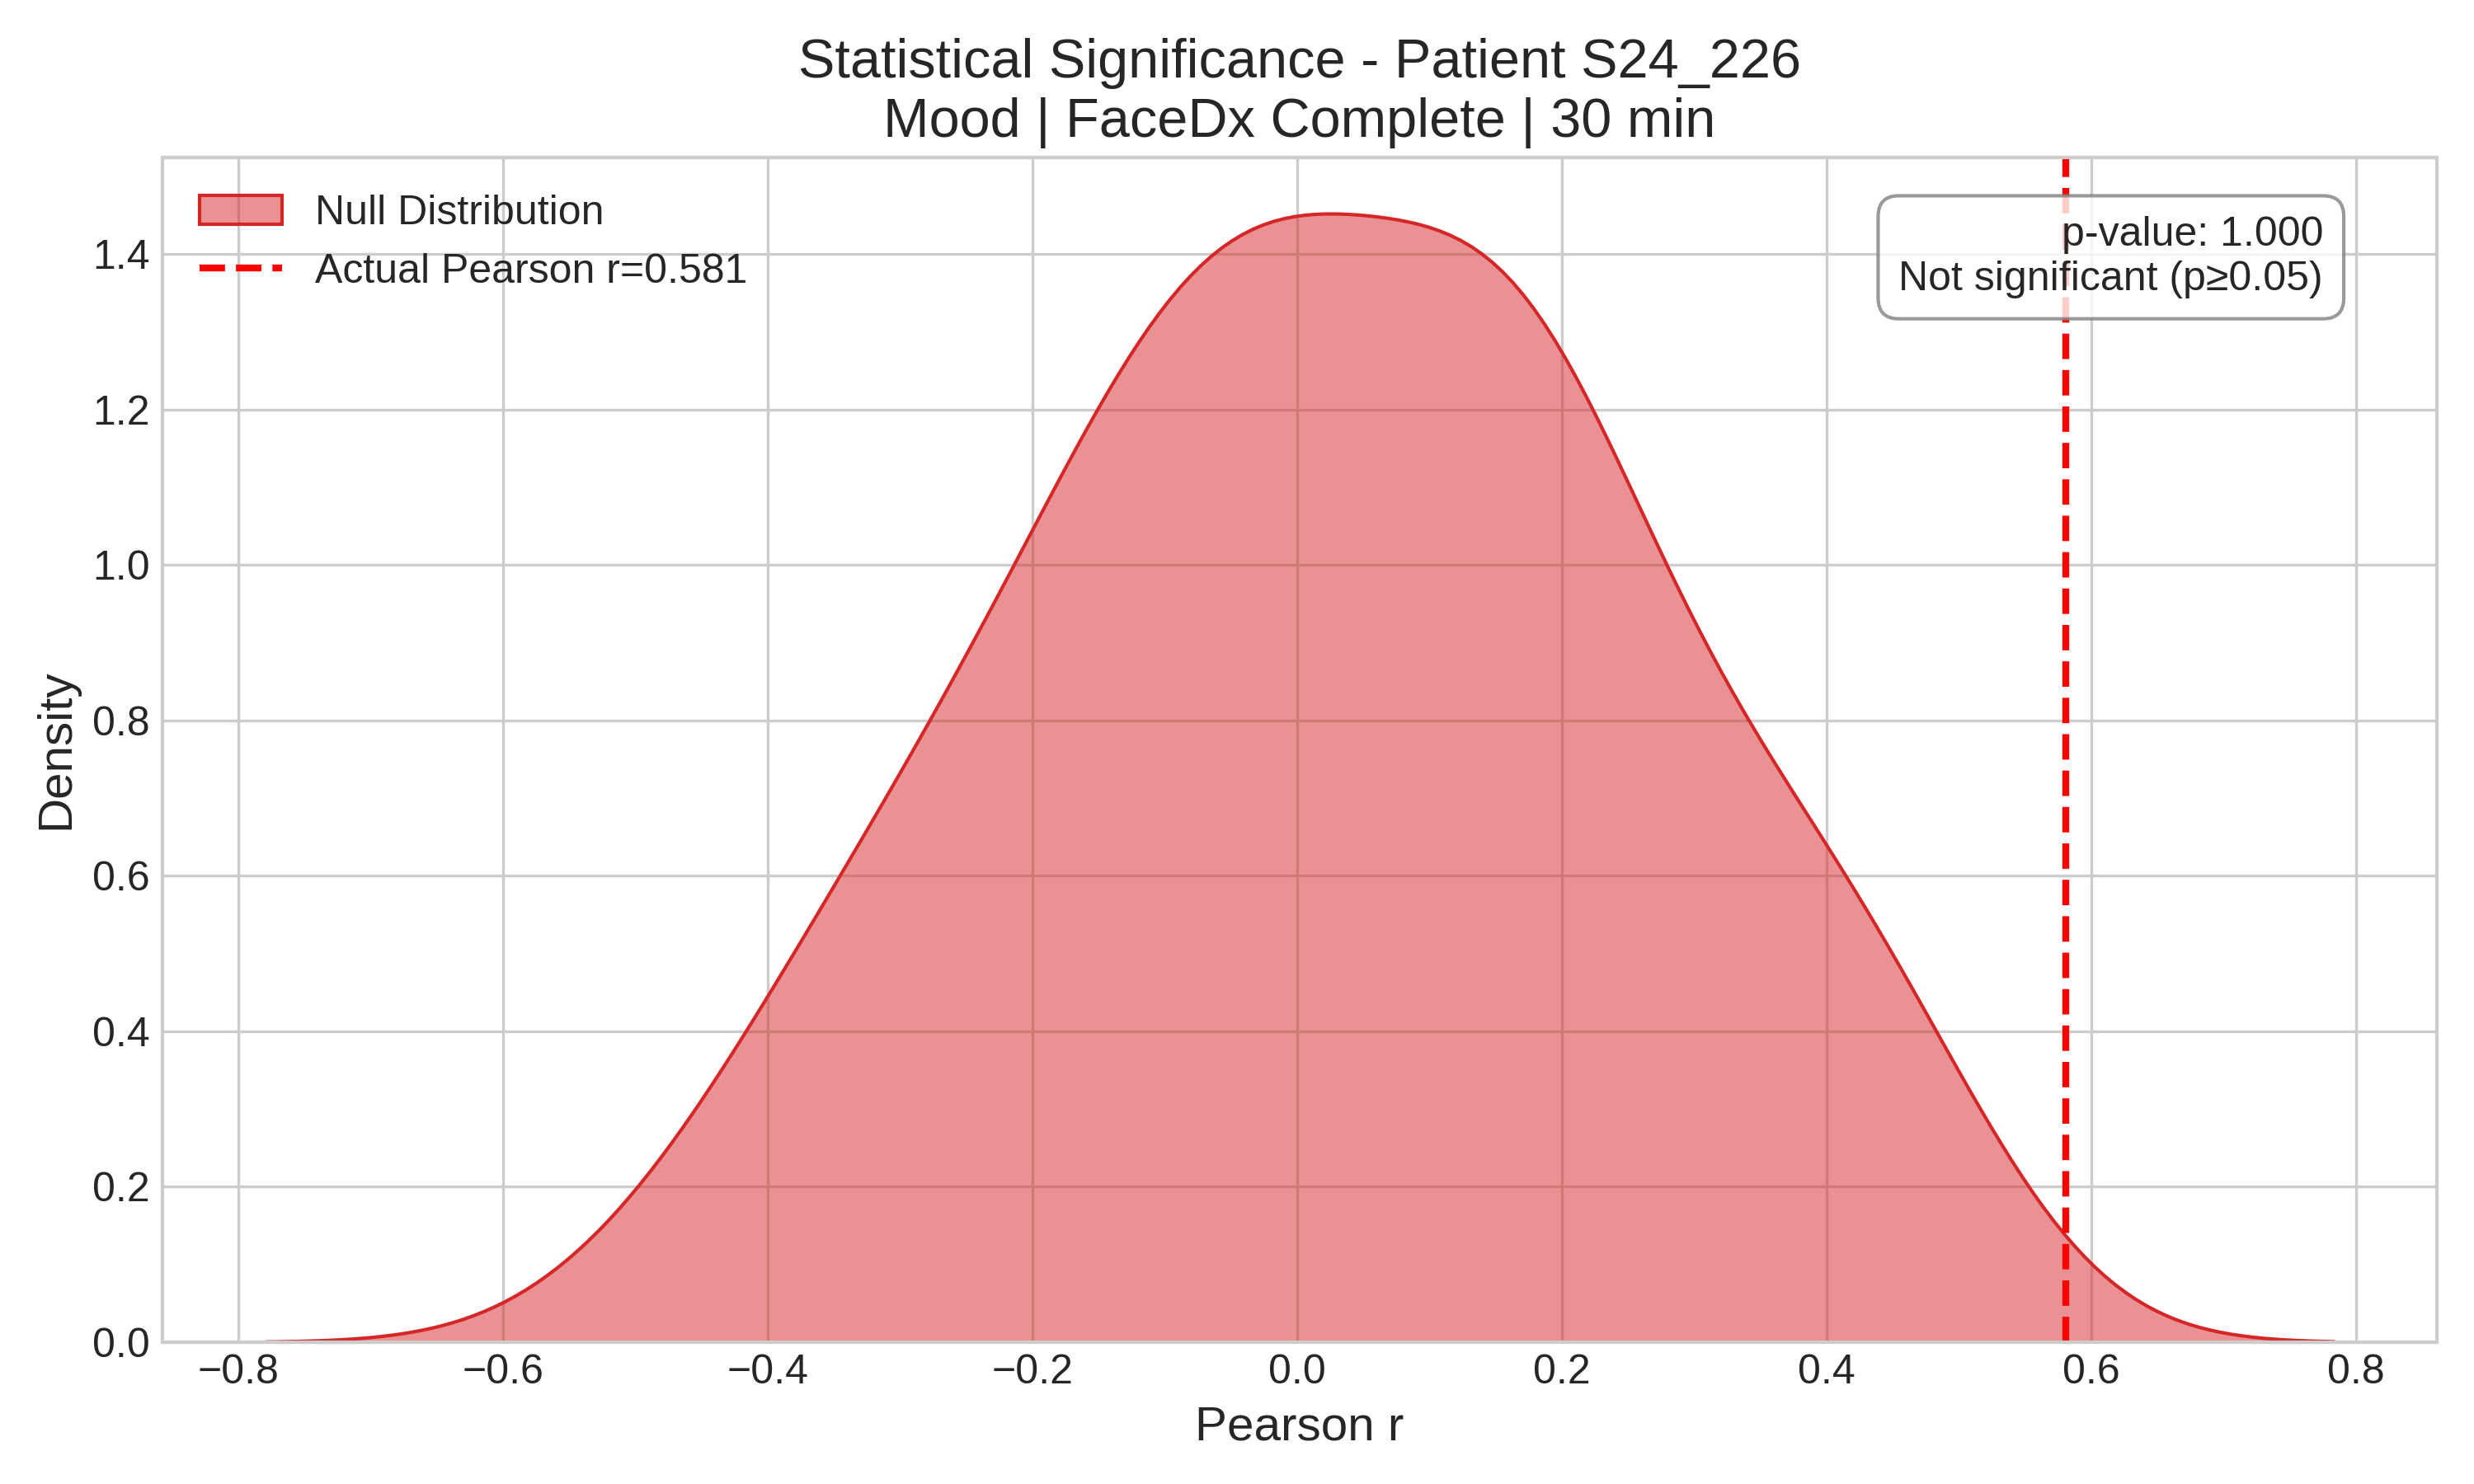 Statistical Significance - Patient S24_226
Mood | FaceDx Complete | 30 min
Null Distribution
Actual Pearson r=0.581
p-value: 1.000
Not significant (p≥0.05)
Density
1.4
1.2
1.0
0.8
0.6
0.4
0.2
0.0
−0.8 −0.6 −0.4 −0.2 0.0 0.2 0.4 0.6 0.8
Pearson r